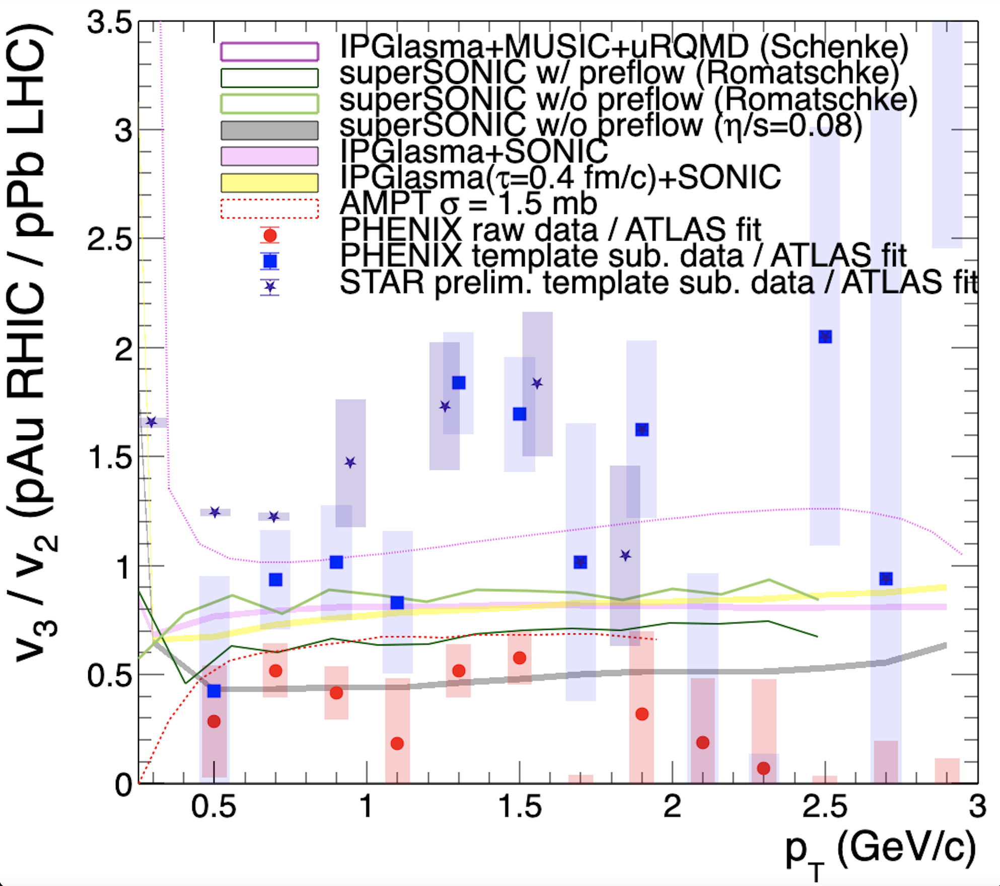 v3 / v2 (pAu RHIC / pPb LHC)
3.5
3
2.5
2
1.5
1
0.5
0
IPGlasma+MUSIC+uRQMD (Schenke)
superSONIC w/ preflow (Romatschke)
superSONIC w/o preflow (Romatschke)
superSONIC w/o preflow (η/s=0.08)
IPGlasma+SONIC
IPGlasma(τ=0.4 fm/c)+SONIC
AMPT σ = 1.5 mb
PHENIX raw data / ATLAS fit
PHENIX template sub. data / ATLAS fit
STAR prelim. template sub. data / ATLAS fit
0.5 1 1.5 2 2.5 3
pT (GeV/c)